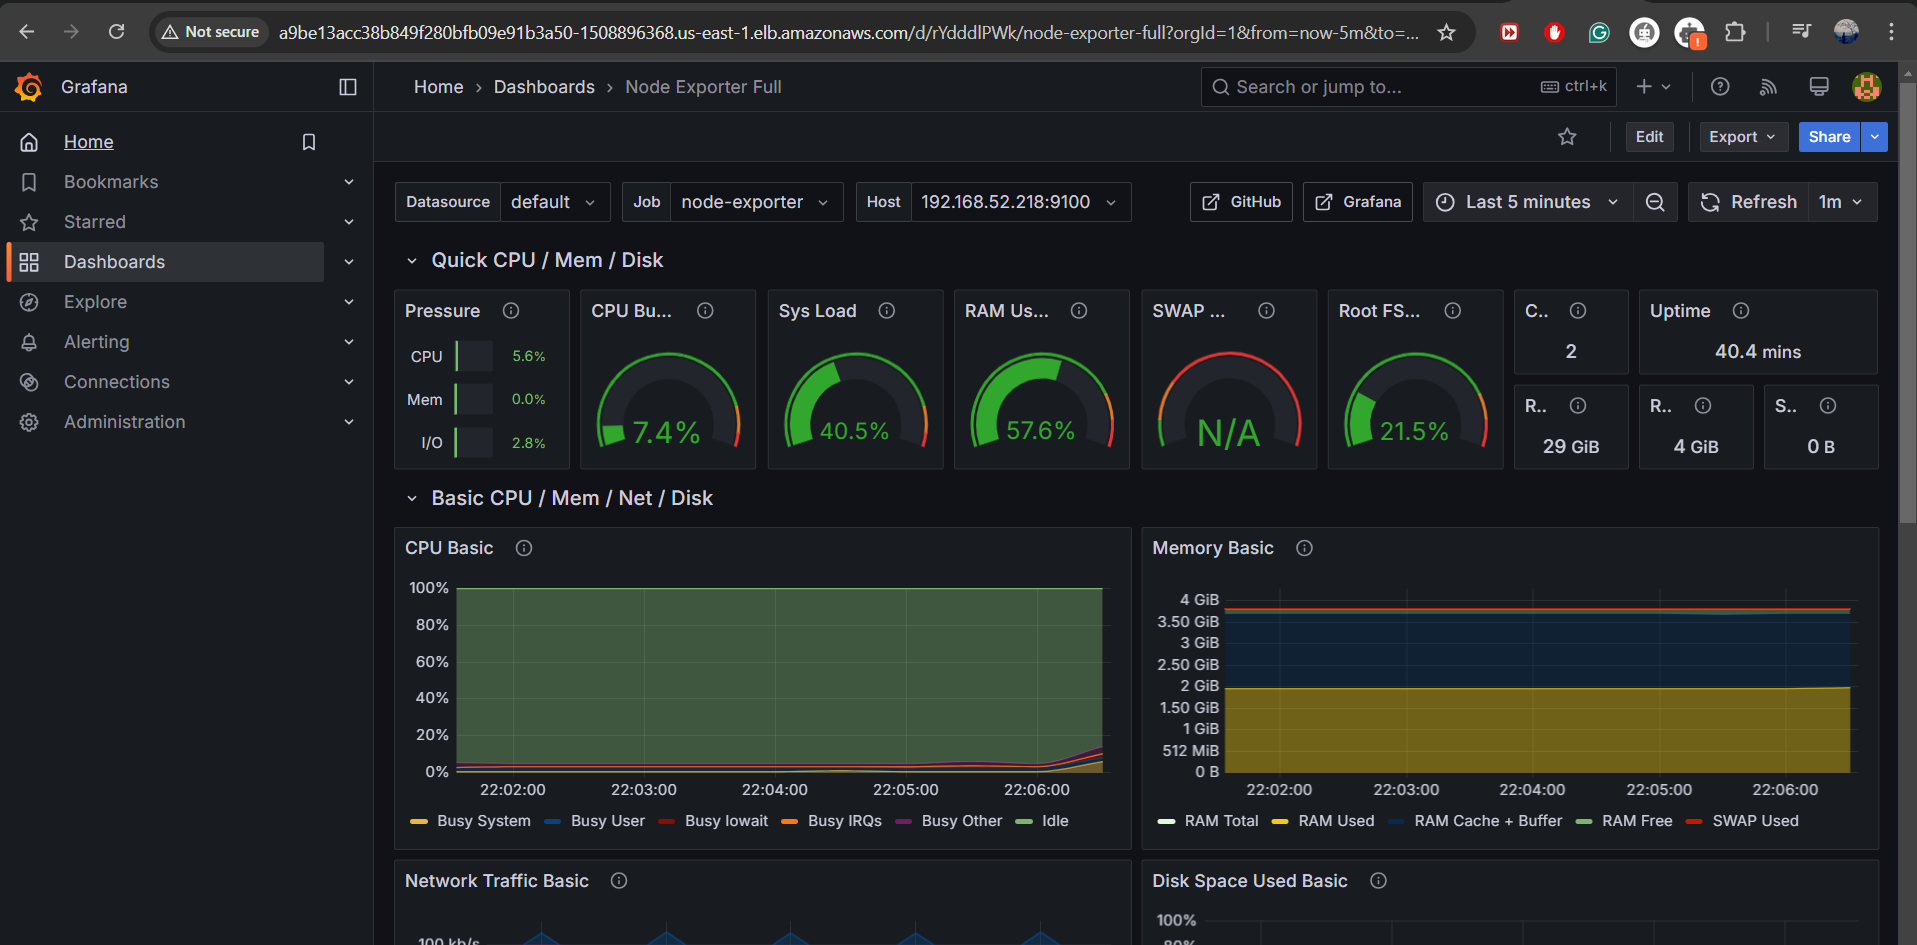 Not secure a9be13acc38b849f280bfb09e91b3a50-1508896368.us-east-1.elb.amazonaws.com/d/rYdddlPWk/node-exporter-full?orgId=1&from=now-5m&to=...
Grafana
Home › Dashboards › Node Exporter Full
Search or jump to... ctrl+k
Home
Bookmarks
Starred
Dashboards
Explore
Alerting
Connections
Administration
Edit Export Share
Datasource default Job node-exporter Host 192.168.52.218:9100 GitHub Grafana Last 5 minutes Refresh 1m
Quick CPU / Mem / Disk
Pressure
CPU 5.6%
Mem 0.0%
I/O 2.8%
CPU Bu...
7.4%
Sys Load
40.5%
RAM Us...
57.6%
SWAP ...
N/A
Root FS...
21.5%
C..
2
Uptime
40.4 mins
R..
29 GiB
R..
4 GiB
S..
0 B
Basic CPU / Mem / Net / Disk
CPU Basic
100%
80%
60%
40%
20%
0%
22:02:00 22:03:00 22:04:00 22:05:00 22:06:00
Busy System Busy User Busy Iowait Busy IRQs Busy Other Idle
Memory Basic
4 GiB
3.50 GiB
3 GiB
2.50 GiB
2 GiB
1.50 GiB
1 GiB
512 MiB
0 B
22:02:00 22:03:00 22:04:00 22:05:00 22:06:00
RAM Total RAM Used RAM Cache + Buffer RAM Free SWAP Used
Network Traffic Basic
100 kb/s
Disk Space Used Basic
100%
80%